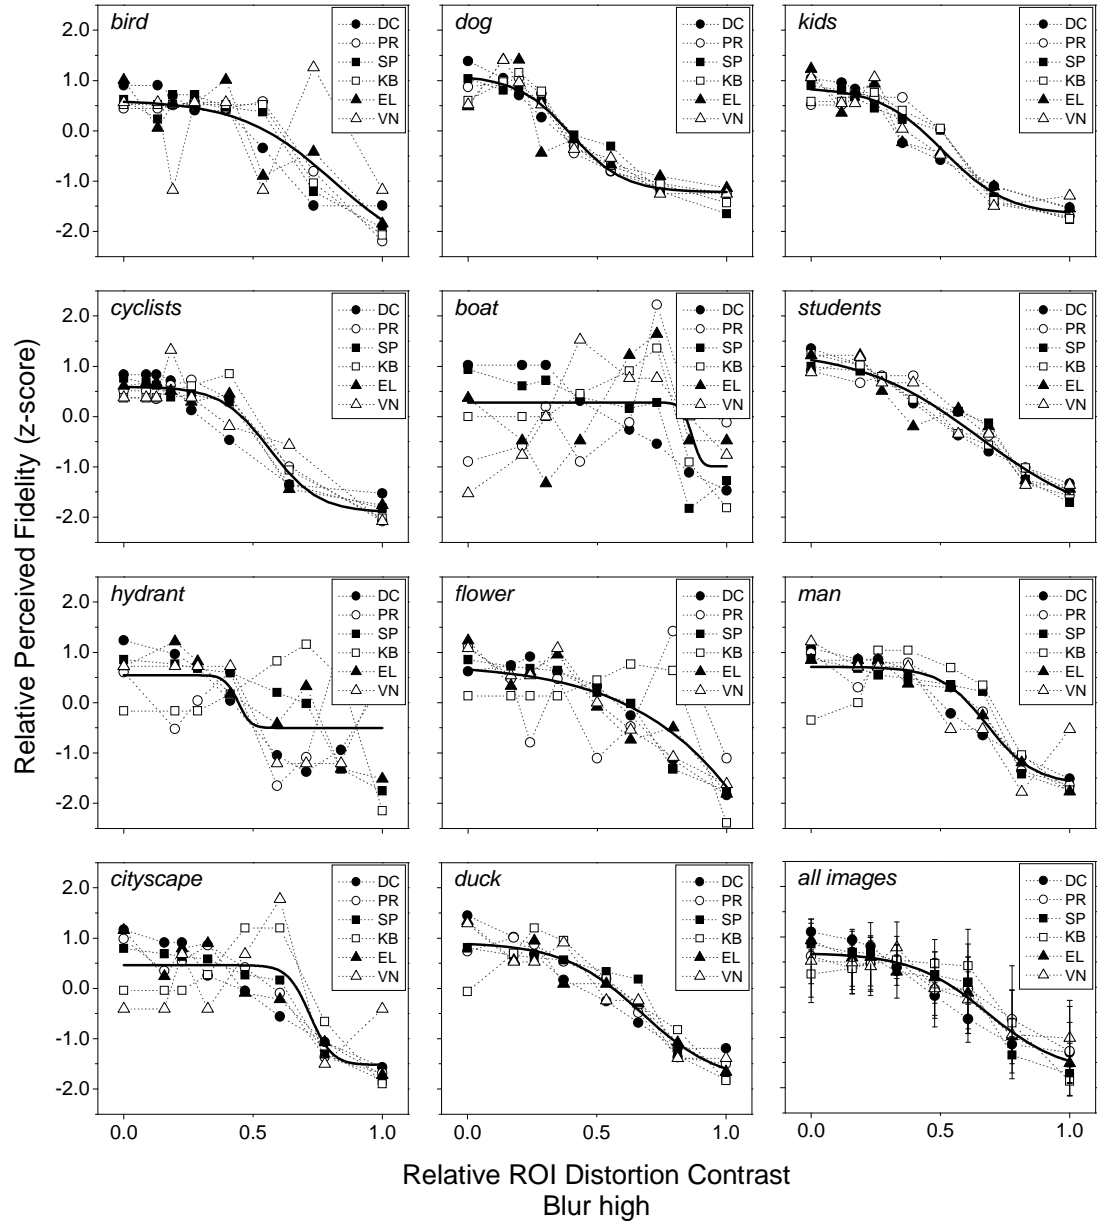 bird
DC
PR
SP
KB
EL
VN
2.0
1.0
0.0
-1.0
-2.0
dog
DC
PR
SP
KB
EL
VN
kids
DC
PR
SP
KB
EL
VN
cyclists
DC
PR
SP
KB
EL
VN
2.0
1.0
0.0
-1.0
-2.0
boat
DC
PR
SP
KB
EL
VN
students
DC
PR
SP
KB
EL
VN
Relative Perceived Fidelity (z-score)
hydrant
DC
PR
SP
KB
EL
VN
2.0
1.0
0.0
-1.0
-2.0
flower
DC
PR
SP
KB
EL
VN
man
DC
PR
SP
KB
EL
VN
cityscape
DC
PR
SP
KB
EL
VN
2.0
1.0
0.0
-1.0
-2.0
duck
DC
PR
SP
KB
EL
VN
all images
DC
PR
SP
KB
EL
VN
0.0 0.5 1.0
0.0 0.5 1.0
0.0 0.5 1.0
Relative ROI Distortion Contrast
Blur high